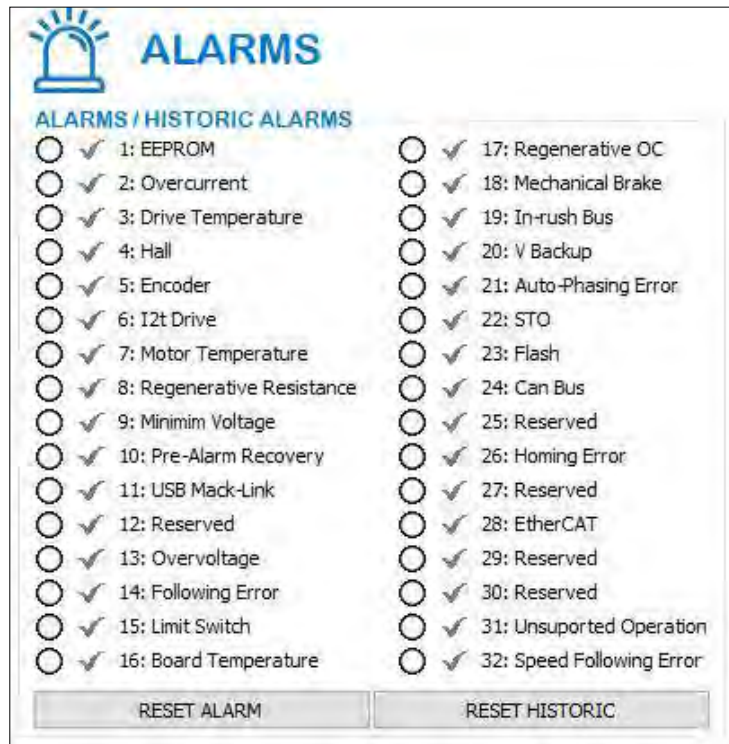 ALARMS
ALARMS / HISTORIC ALARMS
1: EEPROM
2: Overcurrent
3: Drive Temperature
4: Hall
5: Encoder
6: I2t Drive
7: Motor Temperature
8: Regenerative Resistance
9: Minimim Voltage
10: Pre-Alarm Recovery
11: USB Mack-Link
12: Reserved
13: Overvoltage
14: Following Error
15: Limit Switch
16: Board Temperature
17: Regenerative OC
18: Mechanical Brake
19: In-rush Bus
20: V Backup
21: Auto-Phasing Error
22: STO
23: Flash
24: Can Bus
25: Reserved
26: Homing Error
27: Reserved
28: EtherCAT
29: Reserved
30: Reserved
31: Unsuported Operation
32: Speed Following Error
RESET ALARM
RESET HISTORIC